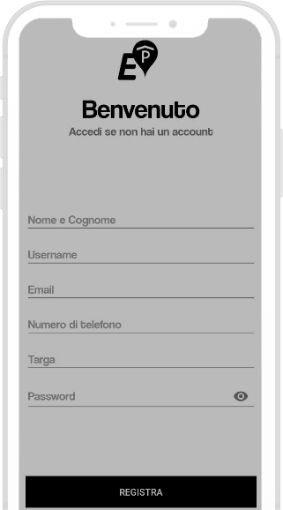 EP
Benvenuto
Accedi se non hai un account
Nome e Cognome
Username
Email
Numero di telefono
Targa
Password
REGISTRA